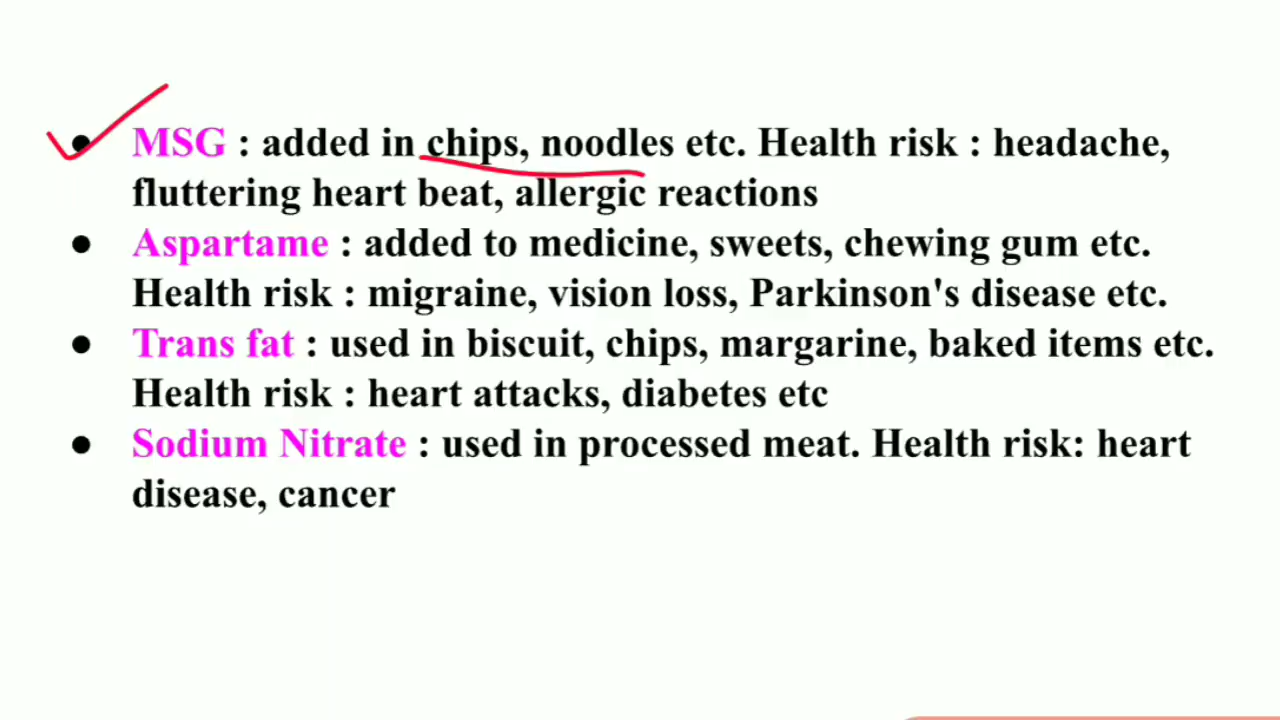 ● MSG : added in chips, noodles etc. Health risk : headache,
fluttering heart beat, allergic reactions
● Aspartame : added to medicine, sweets, chewing gum etc.
Health risk : migraine, vision loss, Parkinson's disease etc.
● Trans fat : used in biscuit, chips, margarine, baked items etc.
Health risk : heart attacks, diabetes etc
● Sodium Nitrate : used in processed meat. Health risk: heart
disease, cancer